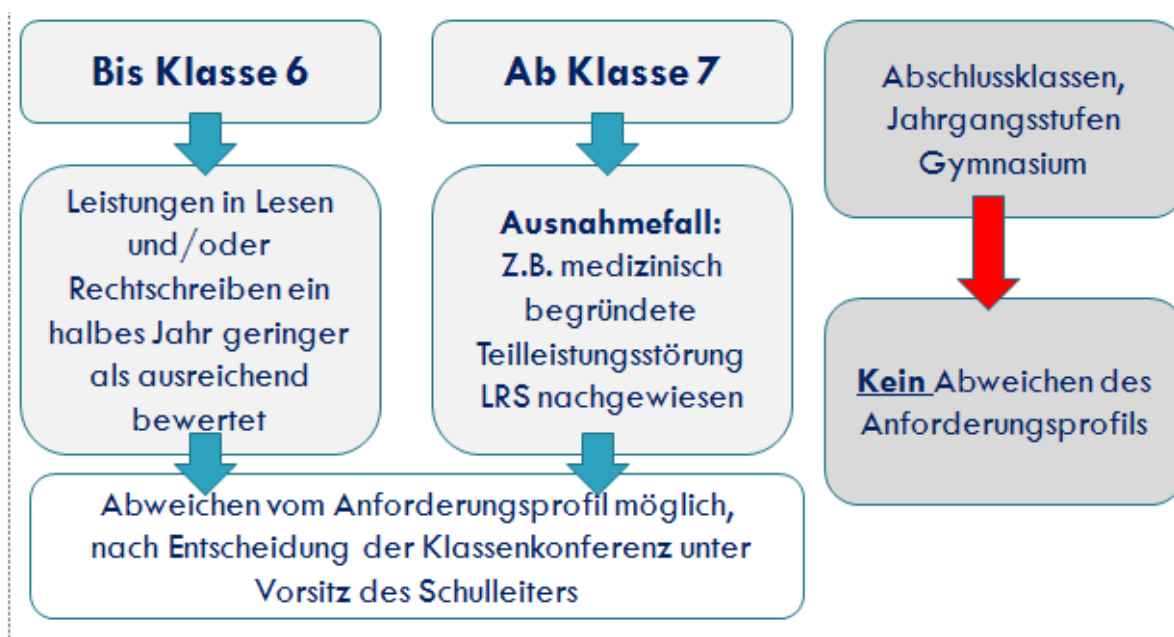 Bis Klasse 6
Leistungen in Lesen
und/oder
Rechtschreiben ein
halbes Jahr geringer
als ausreichend
bewertet
Ab Klasse 7
Ausnahmefall:
Z.B. medizinisch
begründete
Teilleistungsstörung
LRS nachgewiesen
Abweichen vom Anforderungsprofil möglich,
nach Entscheidung der Klassenkonferenz unter
Vorsitz des Schulleiters
Abschlussklassen,
Jahrgangsstufen
Gymnasium
Kein Abweichen des
Anforderungsprofils